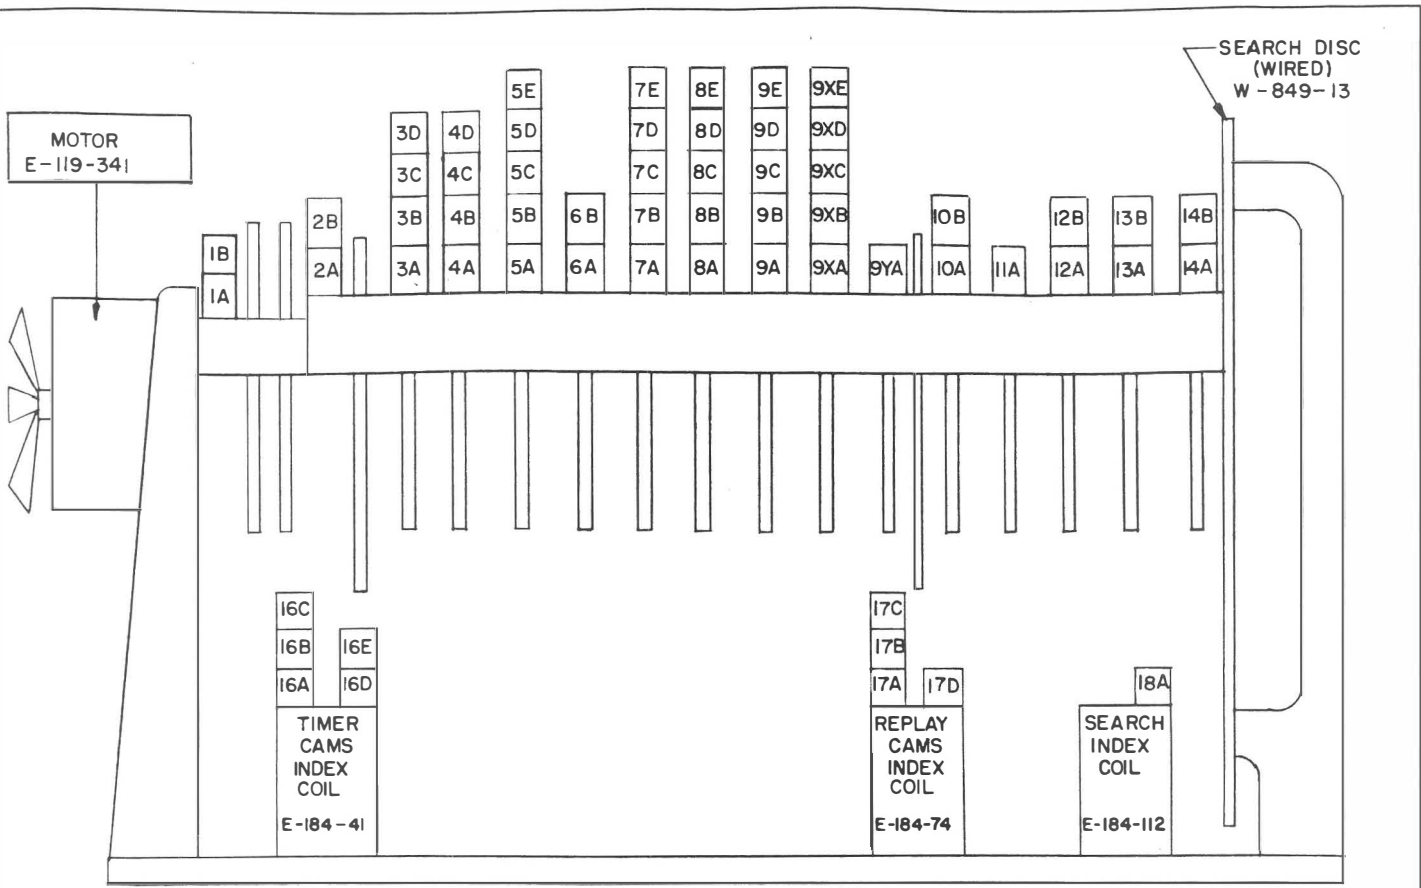 SEARCH DISC
(WIRED)
W-849-13
MOTOR
E-119-341
5E 7E 8E 9E 9XE
3D 4D 5D 7D 8D 9D 9XD
3C 4C 5C 7C 8C 9C 9XC
2B 3B 4B 5B 6B 7B 8B 9B 9XB 10B 12B 13B 14B
1B
2A 3A 4A 5A 6A 7A 8A 9A 9XA 9YA 10A 11A 12A 13A 14A
1A
16C
16B 16E
16A 16D
TIMER
CAMS
INDEX
COIL
E-184-41
17C
17B
17A 17D
REPLAY
CAMS
INDEX
COIL
E-184-74
18A
SEARCH
INDEX
COIL
E-184-112